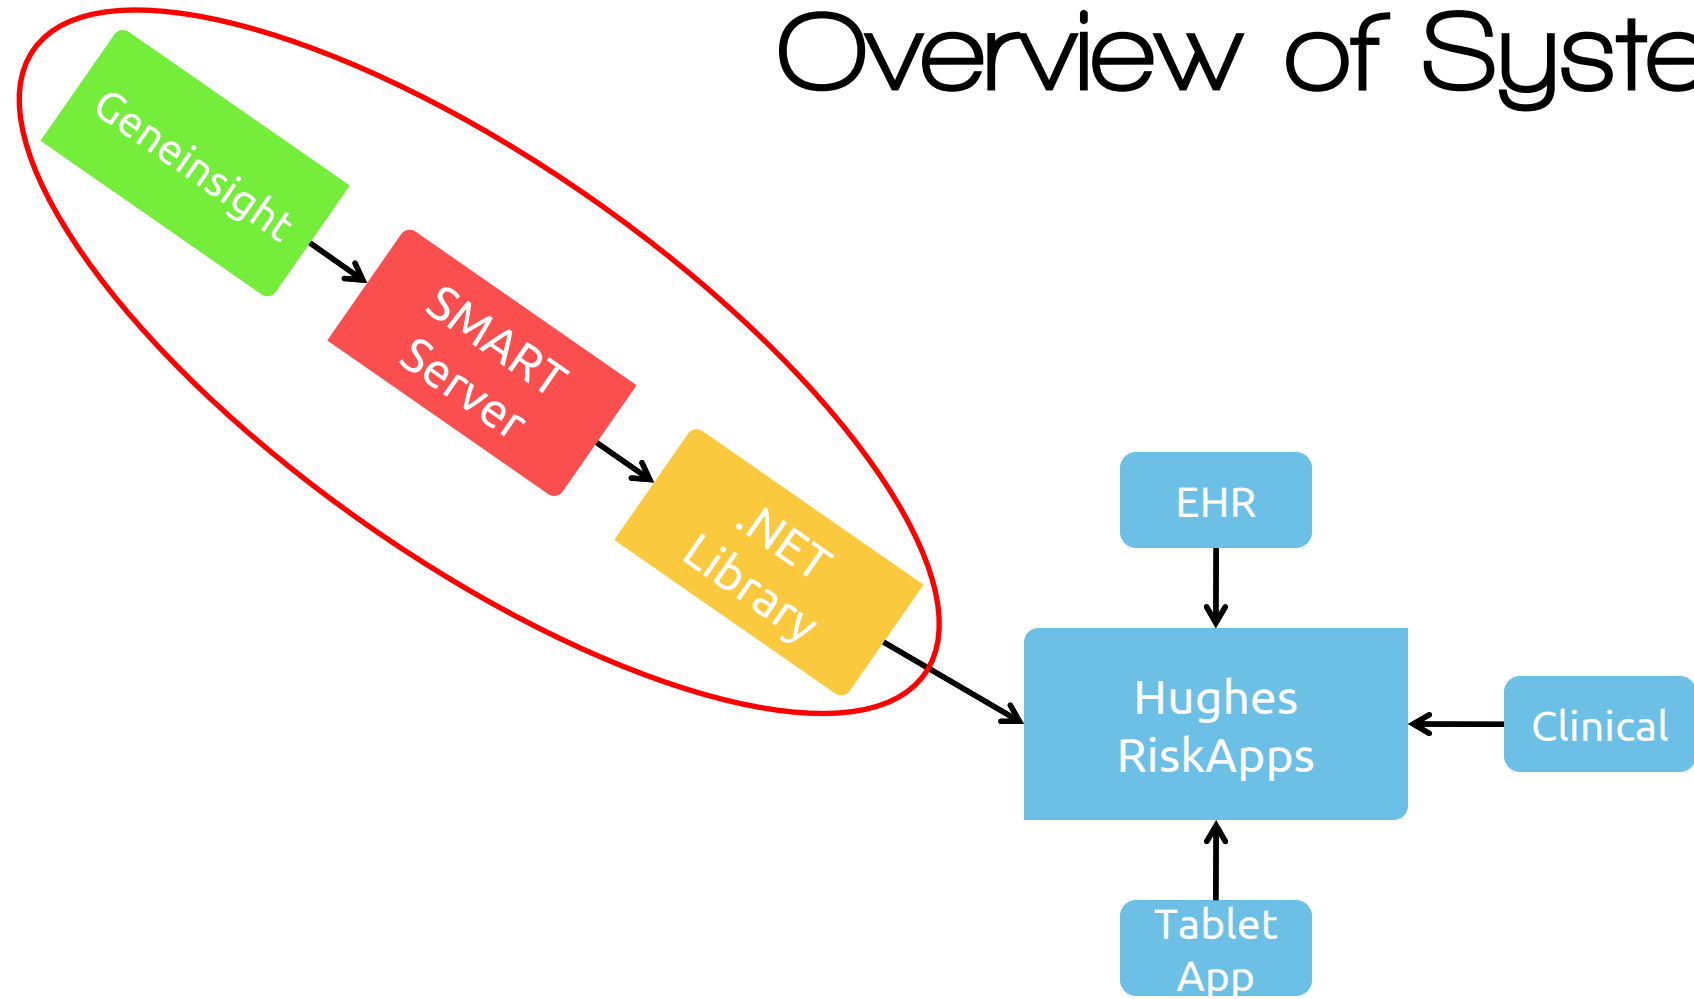 Overview of Syste
Geneinsight
SMART
Server
.NET
Library
EHR
Hughes
RiskApps
Clinical
Tablet
App